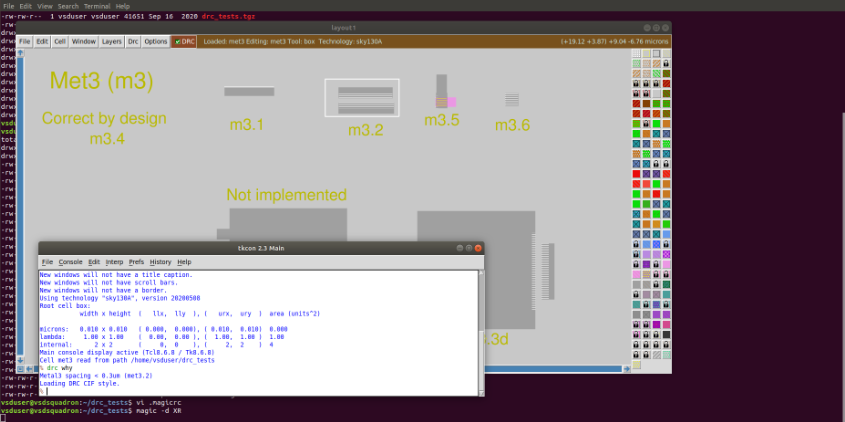 File Edit View Search Terminal Help
-rw-rw-r-- 1 vsduser vsduser 41651 Sep 16 2020 drc_tests.tgz
layout1
File Edit Cell Window Layers Drc Options DRC Loaded: met3 Editing: met3 Tool: box Technology: sky130A (+19.12 +3.87) +9.04 -6.76 microns
Met3 (m3)
Correct by design
m3.4
m3.1
m3.2
m3.5
m3.6
Not implemented
.3d
tkcon 2.3 Main
File Console Edit Interp Prefs History Help
New windows will not have a title caption.
New windows will not have scroll bars.
New windows will not have a border.
Using technology "sky130A", version 20200508
Root cell box:
width x height ( llx, lly ), ( urx, ury ) area (units^2)
microns: 0.010 x 0.010 ( 0.000, 0.000), ( 0.010, 0.010) 0.000
lambda: 1.00 x 1.00 ( 0.00, 0.00 ), ( 1.00, 1.00 ) 1.00
internal: 2 x 2 ( 0, 0 ), ( 2, 2 ) 4
Main console display active (Tcl8.6.8 / Tk8.6.8)
Cell met3 read from path /home/vsduser/drc_tests
% drc why
Metal3 spacing < 0.3um (met3.2)
Loading DRC CIF style.
%
vsduser@vsdsquadron:~/drc_tests$ vi .magicrc
vsduser@vsdsquadron:~/drc_tests$ magic -d XR